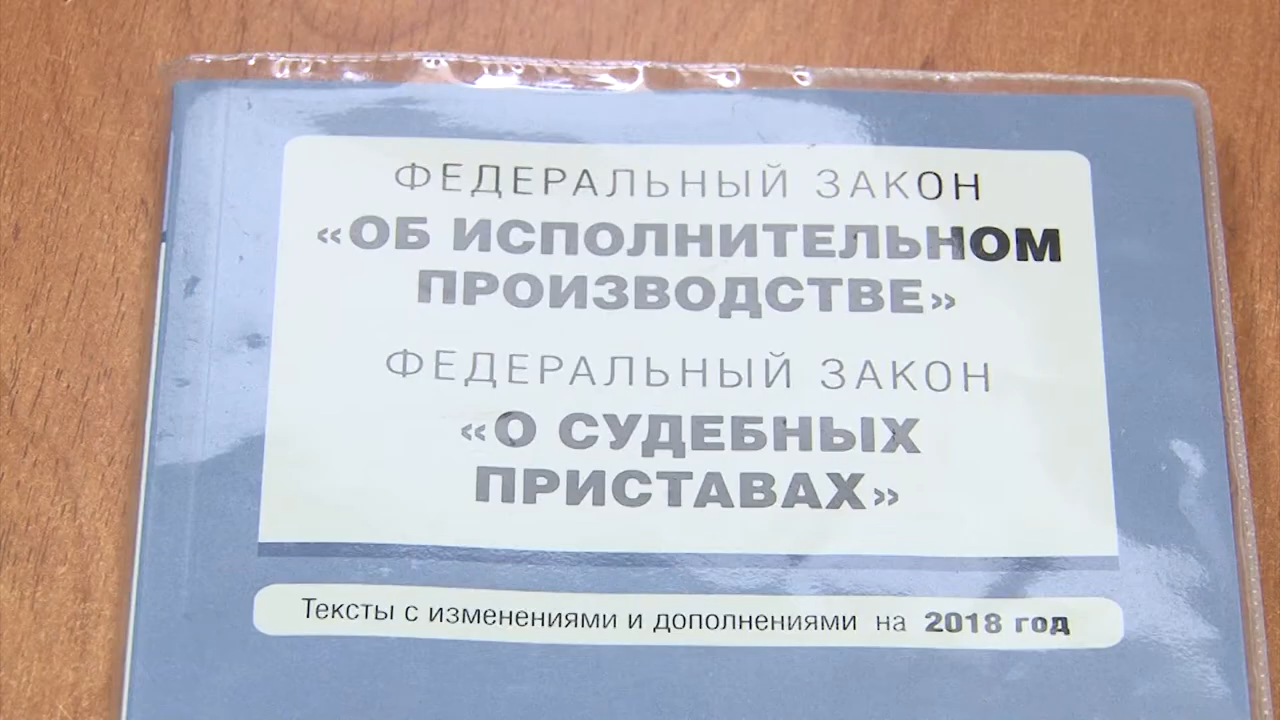 ФЕДЕРАЛЬНЫЙ ЗАКОН
«ОБ ИСПОЛНИТЕЛЬНОМ
ПРОИЗВОДСТВЕ»
ФЕДЕРАЛЬНЫЙ ЗАКОН
«О СУДЕБНЫХ
ПРИСТАВАХ»
Тексты с изменениями и дополнениями на 2018 год